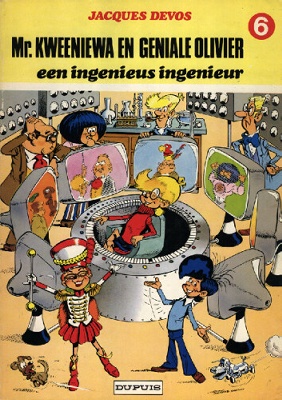 JACQUES DEVOS
6
Mr. KWEENIEWA EN GENIALE OLIVIER
een ingenieus ingenieur
DUPUIS